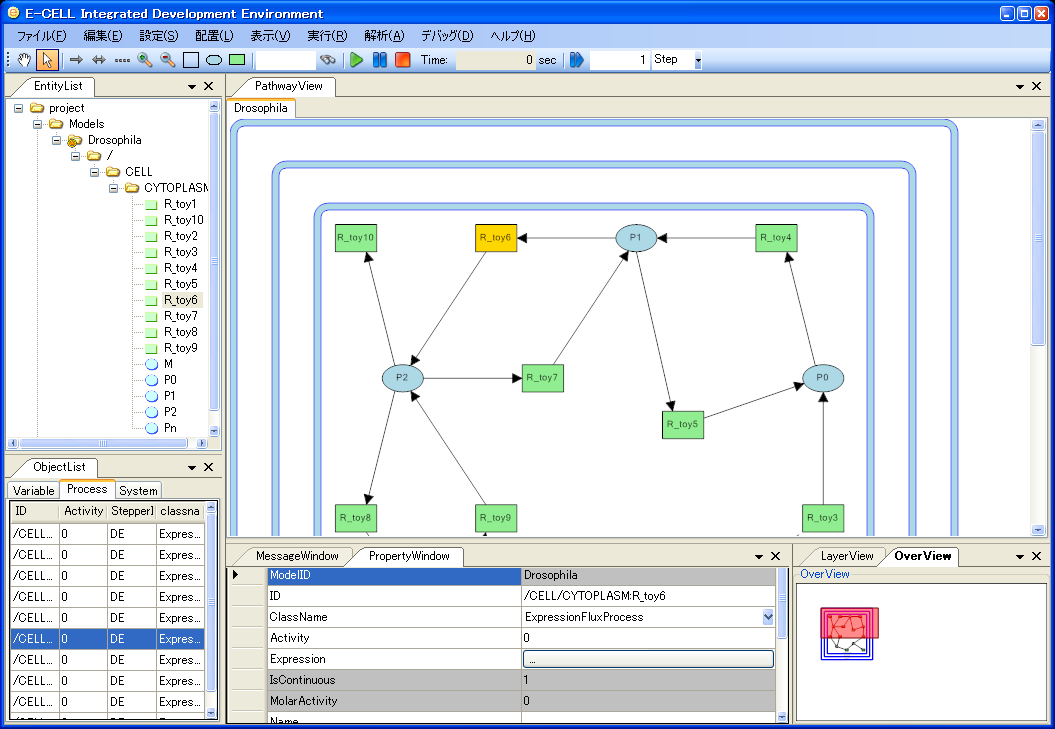 E-CELL Integrated Development Environment
ファイル(F) 編集(E) 設定(S) 配置(L) 表示(V) 実行(R) 解析(A) デバッグ(D) ヘルプ(H)
Time: 0 sec 1 Step
EntityList
project
Models
Drosophila
/
CELL
CYTOPLASM
R_toy1
R_toy10
R_toy2
R_toy3
R_toy4
R_toy5
R_toy6
R_toy7
R_toy8
R_toy9
M
P0
P1
P2
Pn
PathwayView
Drosophila
R_toy10 R_toy6 P1 R_toy4
P2 R_toy7 P0
R_toy5
R_toy8 R_toy9 R_toy3
ObjectList
Variable Process System
ID Activity StepperI classna
/CELL... 0 DE Expres...
/CELL... 0 DE Expres...
/CELL... 0 DE Expres...
/CELL... 0 DE Expres...
/CELL... 0 DE Expres...
/CELL... 0 DE Expres...
/CELL... 0 DE Expres...
/CELL... 0 DE Expres...
/CELL... 0 DE Expres...
MessageWindow PropertyWindow
ModelID Drosophila
ID /CELL/CYTOPLASM:R_toy6
ClassName ExpressionFluxProcess
Activity 0
Expression ...
IsContinuous 1
MolarActivity 0
Name
LayerView OverView
OverView